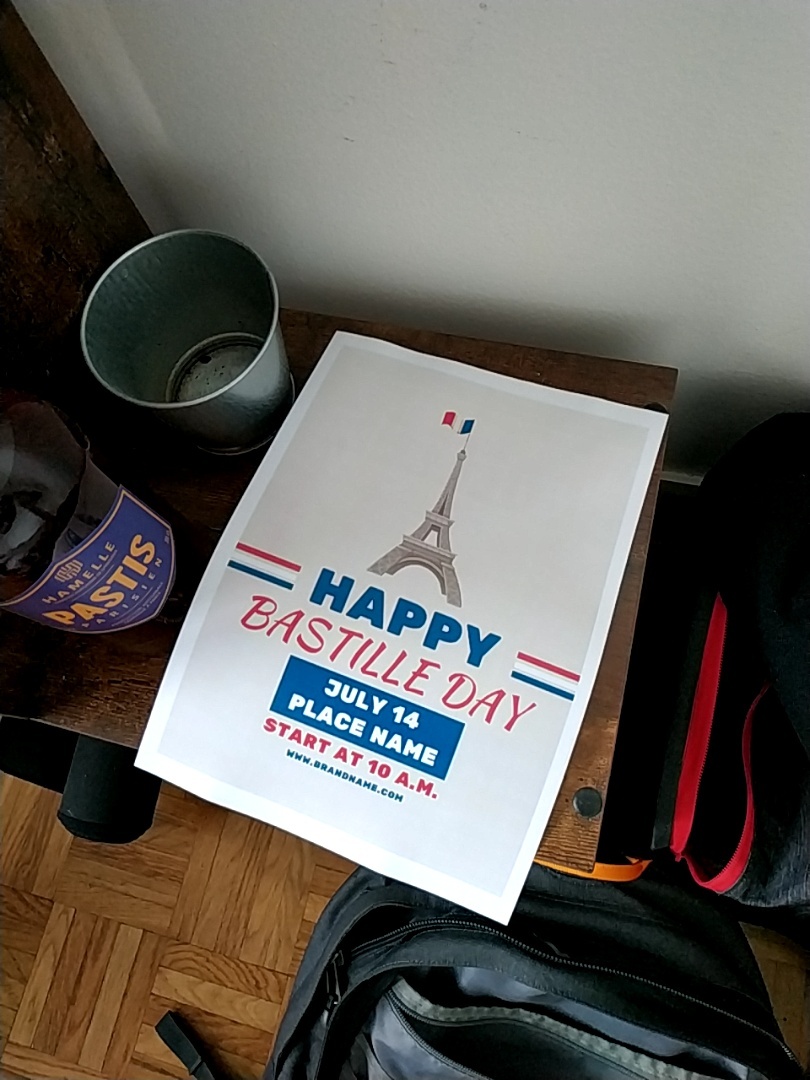 HAPPY
BASTILLE DAY
JULY 14
PLACE NAME
START AT 10 A.M.
WWW.BRANDNAME.COM
HAMELLE
PASTIS
PARISIEN